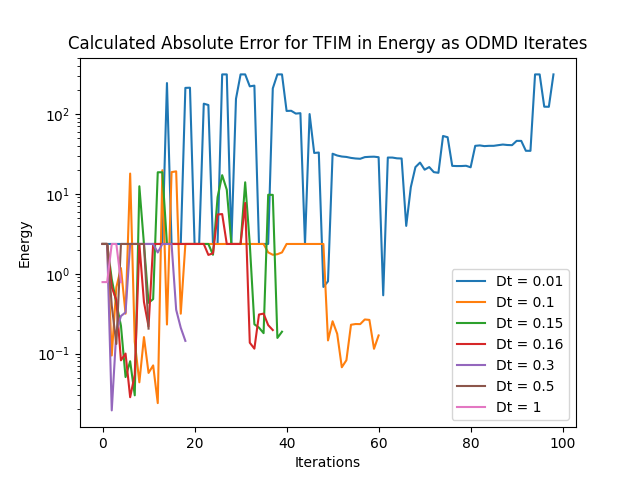 Calculated Absolute Error for TFIM in Energy as ODMD Iterates
Energy
10²
10¹
10⁰
10⁻¹
Dt = 0.01
Dt = 0.1
Dt = 0.15
Dt = 0.16
Dt = 0.3
Dt = 0.5
Dt = 1
0 20 40 60 80 100
Iterations